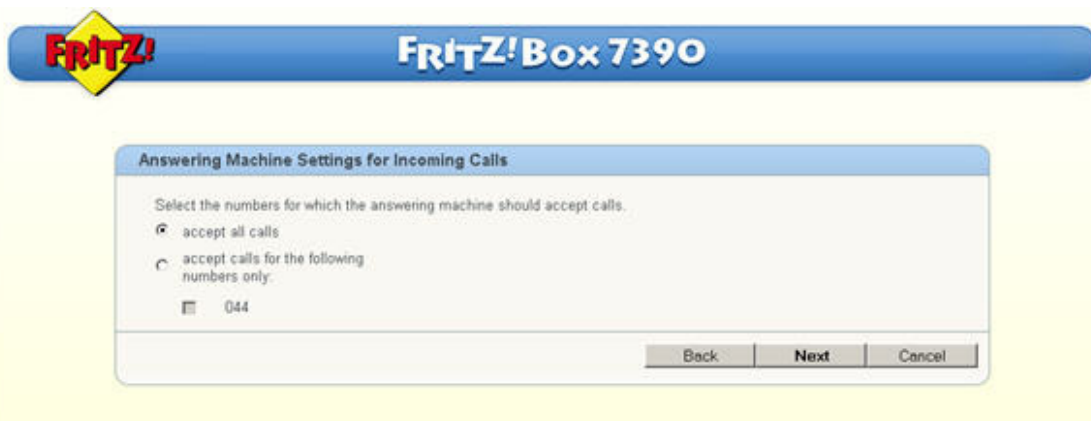 FRITZ!
FRITZ!Box 7390
Answering Machine Settings for Incoming Calls
Select the numbers for which the answering machine should accept calls.
accept all calls
accept calls for the following
numbers only:
044
Back Next Cancel